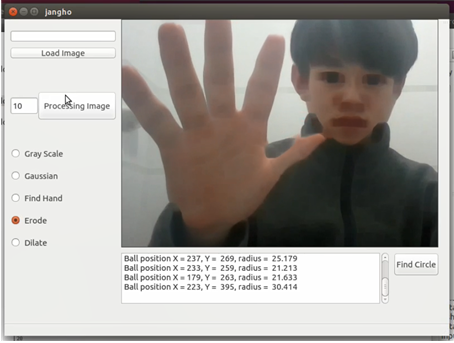 jangho
Load Image
10
Processing Image
Gray Scale
Gaussian
Find Hand
Erode
Dilate
Ball position X = 237, Y = 269, radius = 25.179
Ball position X = 233, Y = 259, radius = 21.213
Ball position X = 179, Y = 263, radius = 21.633
Ball position X = 223, Y = 395, radius = 30.414
Find Circle